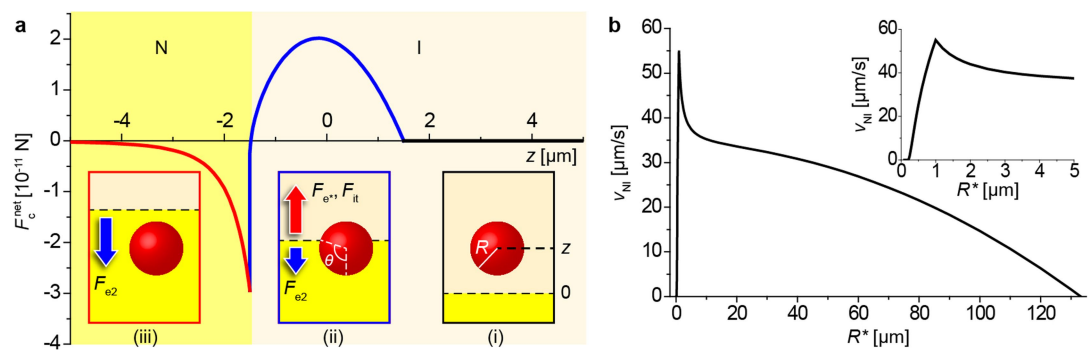 a
N
I
2
1
0
-1
-2
-3
-4
-4
-2
0
2
4
z [μm]
F_c^net [10^-11 N]
F_e2
(iii)
F_e*, F_it
F_e2
θ
(ii)
R
z
0
(i)
b
60
50
40
30
20
10
0
0
20
40
60
80
100
120
v_NI [μm/s]
R* [μm]
60
40
20
0
0
1
2
3
4
5
v_NI [μm/s]
R* [μm]